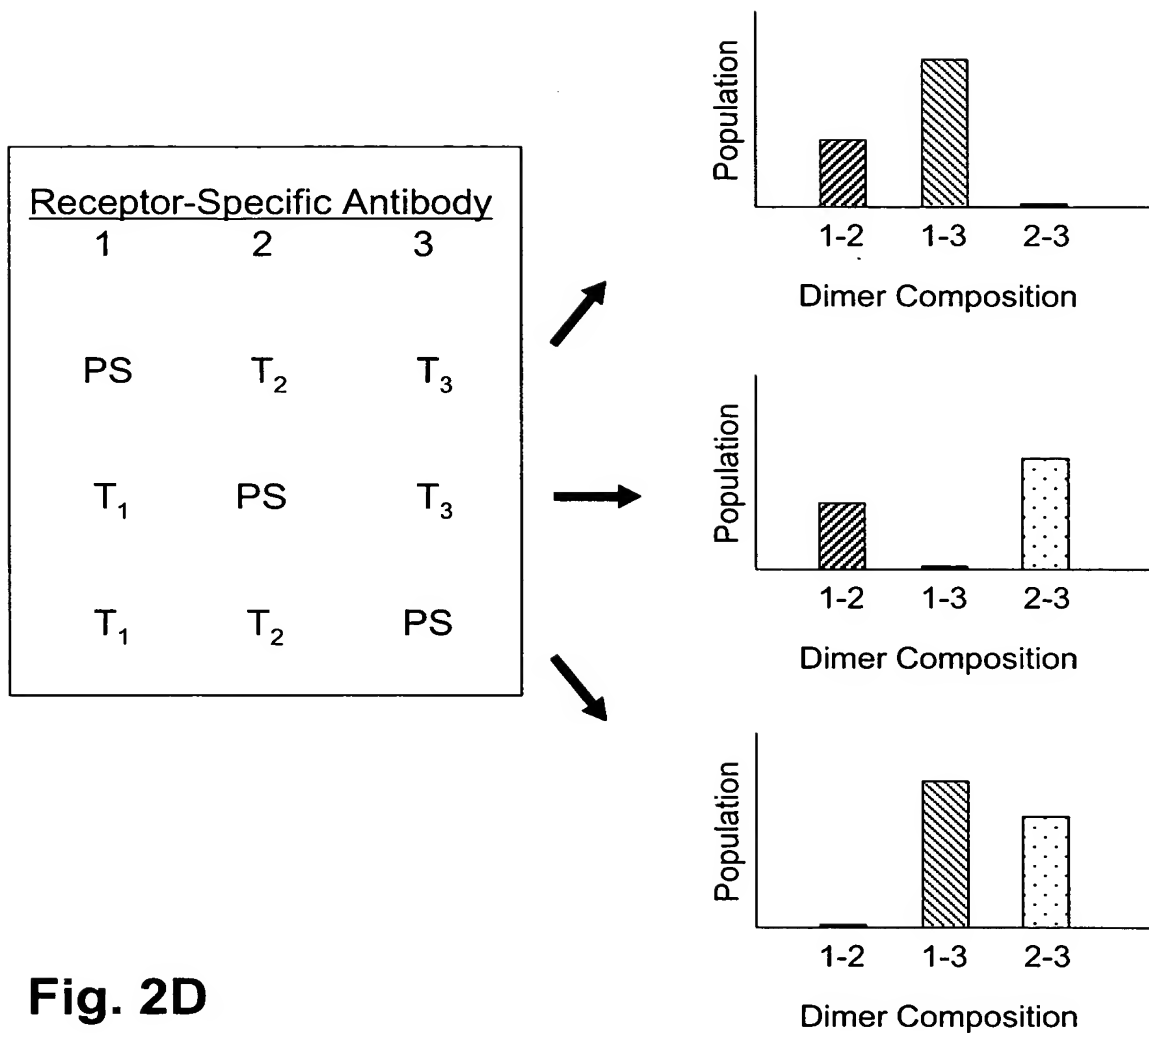 Receptor-Specific Antibody
1 2 3
PS T2 T3
T1 PS T3
T1 T2 PS
Population
1-2 1-3 2-3
Dimer Composition
Population
1-2 1-3 2-3
Dimer Composition
Population
1-2 1-3 2-3
Dimer Composition
Fig. 2D